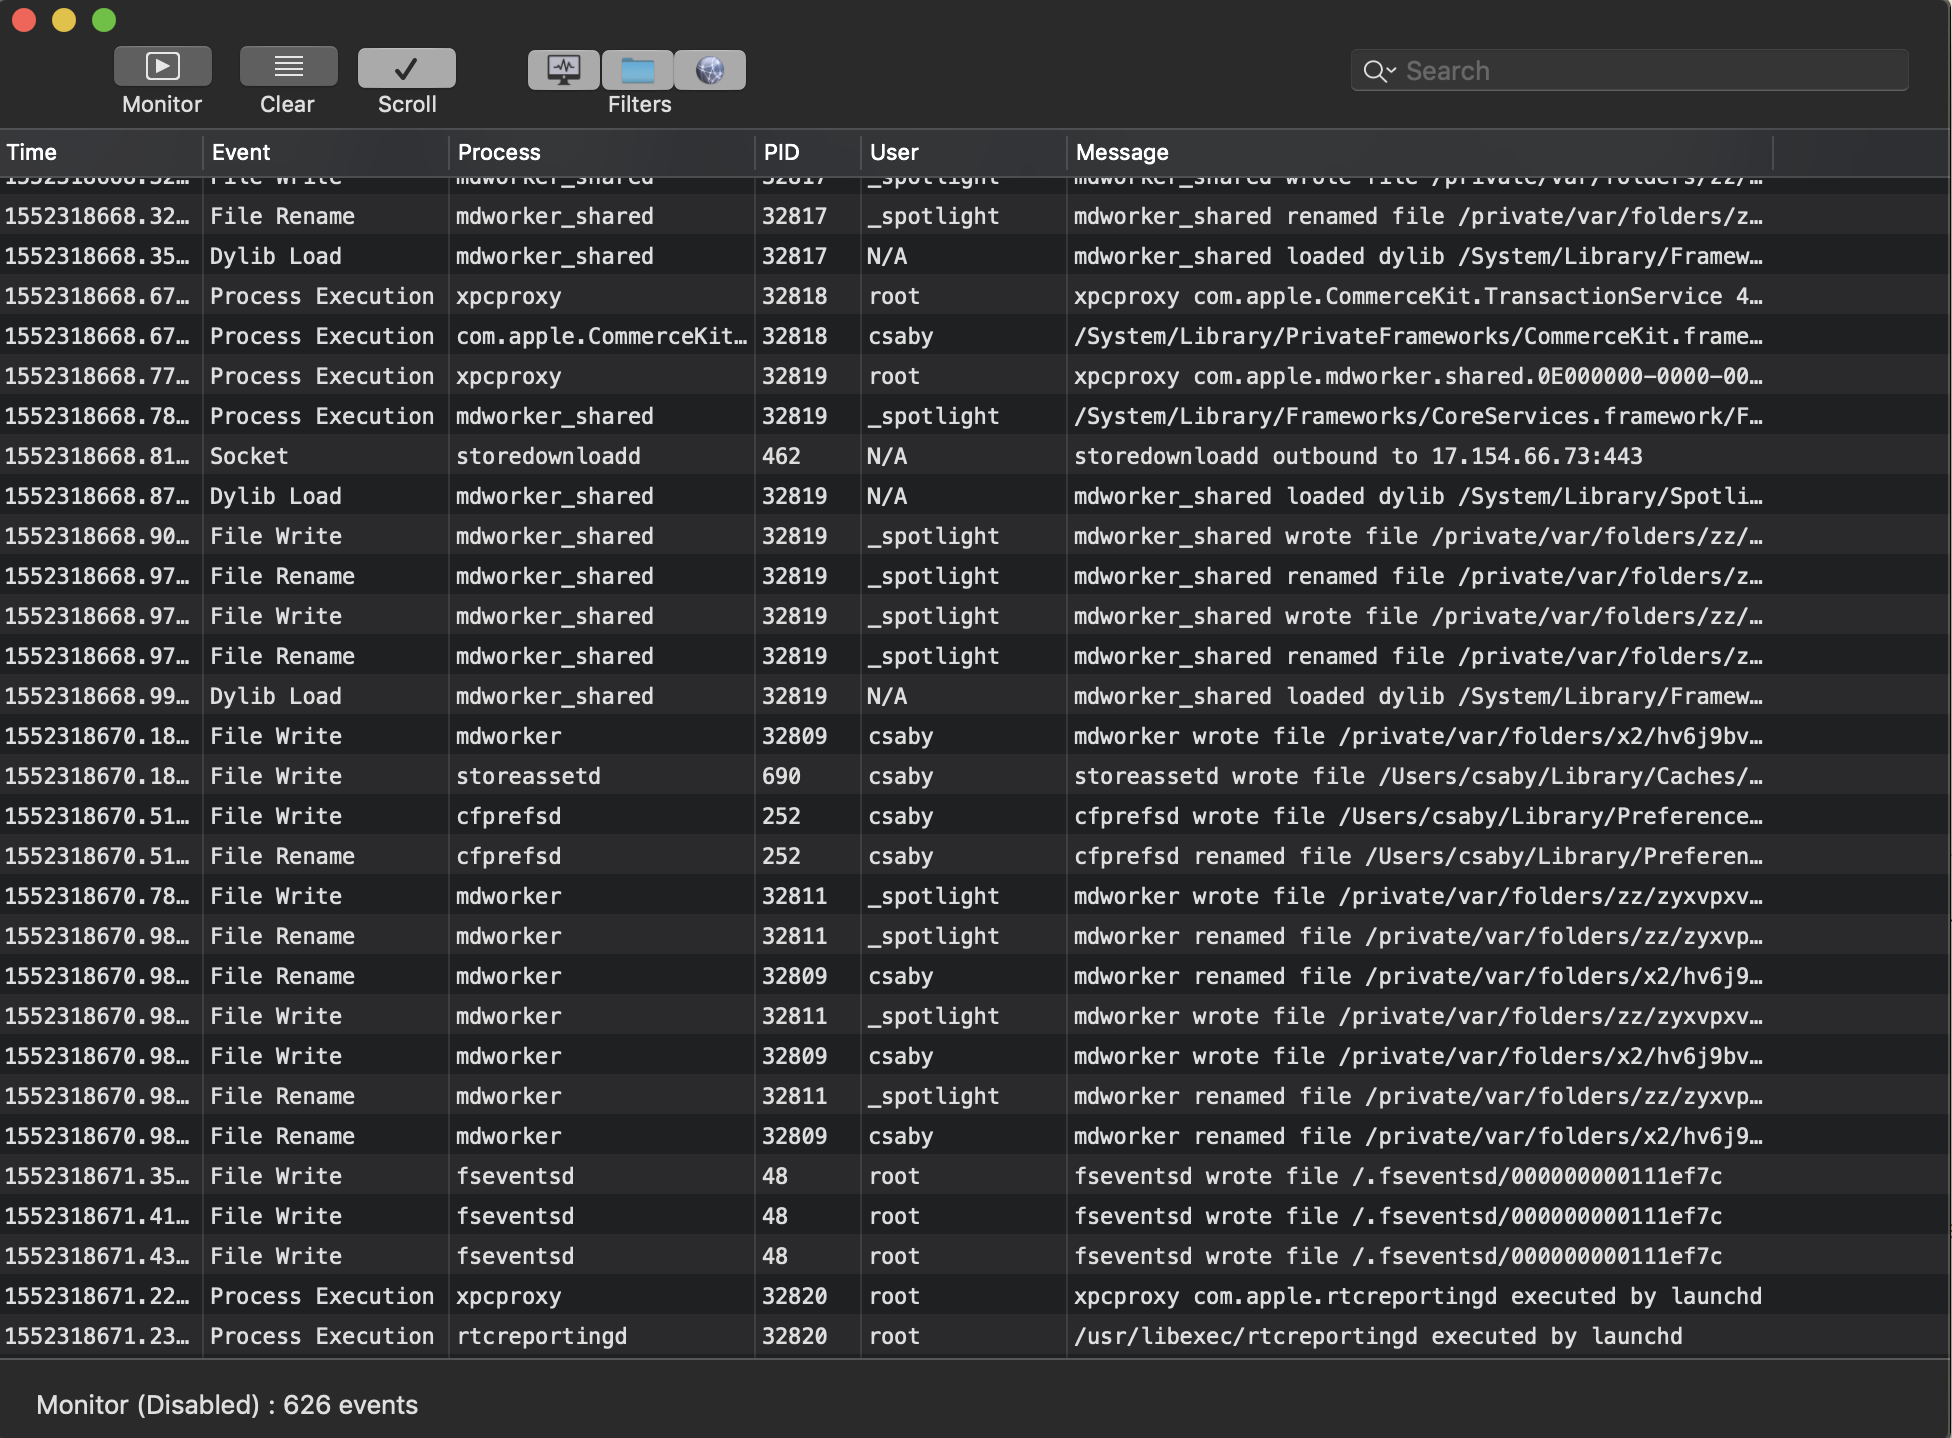 Monitor Clear Scroll Filters Search
Time Event Process PID User Message
1552318668.32… File Write mdworker_shared 32817 _spotlight mdworker_shared wrote file /private/var/folders/zz/…
1552318668.32… File Rename mdworker_shared 32817 _spotlight mdworker_shared renamed file /private/var/folders/z…
1552318668.35… Dylib Load mdworker_shared 32817 N/A mdworker_shared loaded dylib /System/Library/Framew…
1552318668.67… Process Execution xpcproxy 32818 root xpcproxy com.apple.CommerceKit.TransactionService 4…
1552318668.67… Process Execution com.apple.CommerceKit… 32818 csaby /System/Library/PrivateFrameworks/CommerceKit.frame…
1552318668.77… Process Execution xpcproxy 32819 root xpcproxy com.apple.mdworker.shared.0E000000-0000-00…
1552318668.78… Process Execution mdworker_shared 32819 _spotlight /System/Library/Frameworks/CoreServices.framework/F…
1552318668.81… Socket storedownloadd 462 N/A storedownloadd outbound to 17.154.66.73:443
1552318668.87… Dylib Load mdworker_shared 32819 N/A mdworker_shared loaded dylib /System/Library/Spotli…
1552318668.90… File Write mdworker_shared 32819 _spotlight mdworker_shared wrote file /private/var/folders/zz/…
1552318668.97… File Rename mdworker_shared 32819 _spotlight mdworker_shared renamed file /private/var/folders/z…
1552318668.97… File Write mdworker_shared 32819 _spotlight mdworker_shared wrote file /private/var/folders/zz/…
1552318668.97… File Rename mdworker_shared 32819 _spotlight mdworker_shared renamed file /private/var/folders/z…
1552318668.99… Dylib Load mdworker_shared 32819 N/A mdworker_shared loaded dylib /System/Library/Framew…
1552318670.18… File Write mdworker 32809 csaby mdworker wrote file /private/var/folders/x2/hv6j9bv…
1552318670.18… File Write storeassetd 690 csaby storeassetd wrote file /Users/csaby/Library/Caches/…
1552318670.51… File Write cfprefsd 252 csaby cfprefsd wrote file /Users/csaby/Library/Preference…
1552318670.51… File Rename cfprefsd 252 csaby cfprefsd renamed file /Users/csaby/Library/Preferen…
1552318670.78… File Write mdworker 32811 _spotlight mdworker wrote file /private/var/folders/zz/zyxvpxv…
1552318670.98… File Rename mdworker 32811 _spotlight mdworker renamed file /private/var/folders/zz/zyxvp…
1552318670.98… File Rename mdworker 32809 csaby mdworker renamed file /private/var/folders/x2/hv6j9…
1552318670.98… File Write mdworker 32811 _spotlight mdworker wrote file /private/var/folders/zz/zyxvpxv…
1552318670.98… File Write mdworker 32809 csaby mdworker wrote file /private/var/folders/x2/hv6j9bv…
1552318670.98… File Rename mdworker 32811 _spotlight mdworker renamed file /private/var/folders/zz/zyxvp…
1552318670.98… File Rename mdworker 32809 csaby mdworker renamed file /private/var/folders/x2/hv6j9…
1552318671.35… File Write fseventsd 48 root fseventsd wrote file /.fseventsd/000000000111ef7c
1552318671.41… File Write fseventsd 48 root fseventsd wrote file /.fseventsd/000000000111ef7c
1552318671.43… File Write fseventsd 48 root fseventsd wrote file /.fseventsd/000000000111ef7c
1552318671.22… Process Execution xpcproxy 32820 root xpcproxy com.apple.rtcreportingd executed by launchd
1552318671.23… Process Execution rtcreportingd 32820 root /usr/libexec/rtcreportingd executed by launchd
Monitor (Disabled) : 626 events